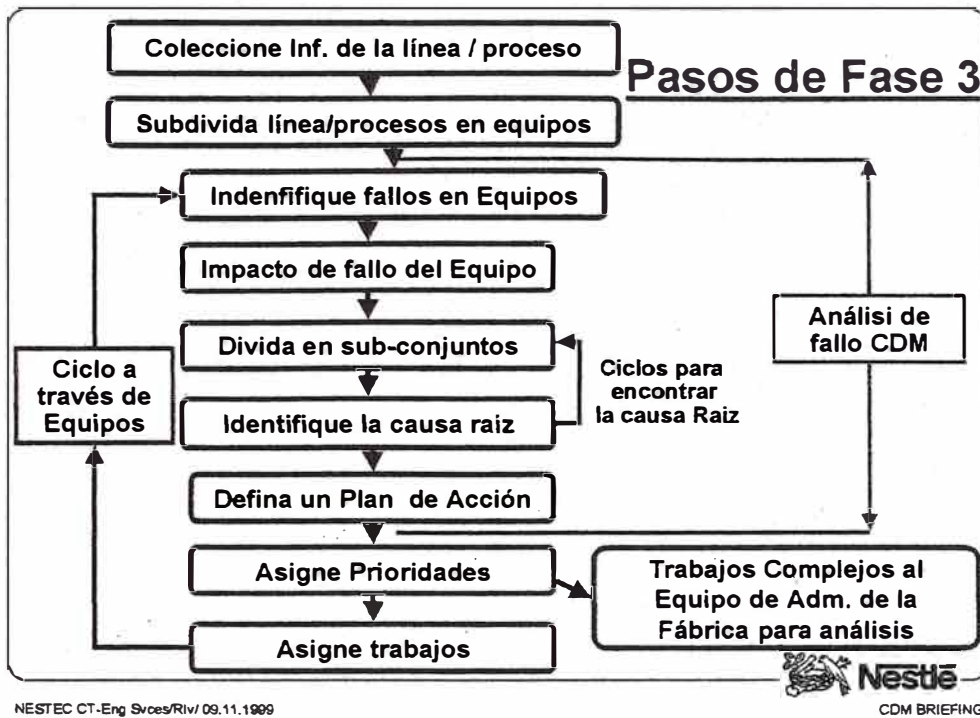 Coleccione Inf. de la línea / proceso
Pasos de Fase 3
Subdivida línea/procesos en equipos
Indenfifique fallos en Equipos
Impacto de fallo del Equipo
Divida en sub-conjuntos
Ciclos para
encontrar
la causa Raiz
Análisi de
fallo CDM
Ciclo a
través de
Equipos
Identifique la causa raiz
Defina un Plan de Acción
Asigne Prioridades
Trabajos Complejos al
Equipo de Adm. de la
Fábrica para análisis
Asigne trabajos
Nestlé
NESTEC CT-Eng Svces/Rlv/ 09.11.1999
CDM BRIEFING